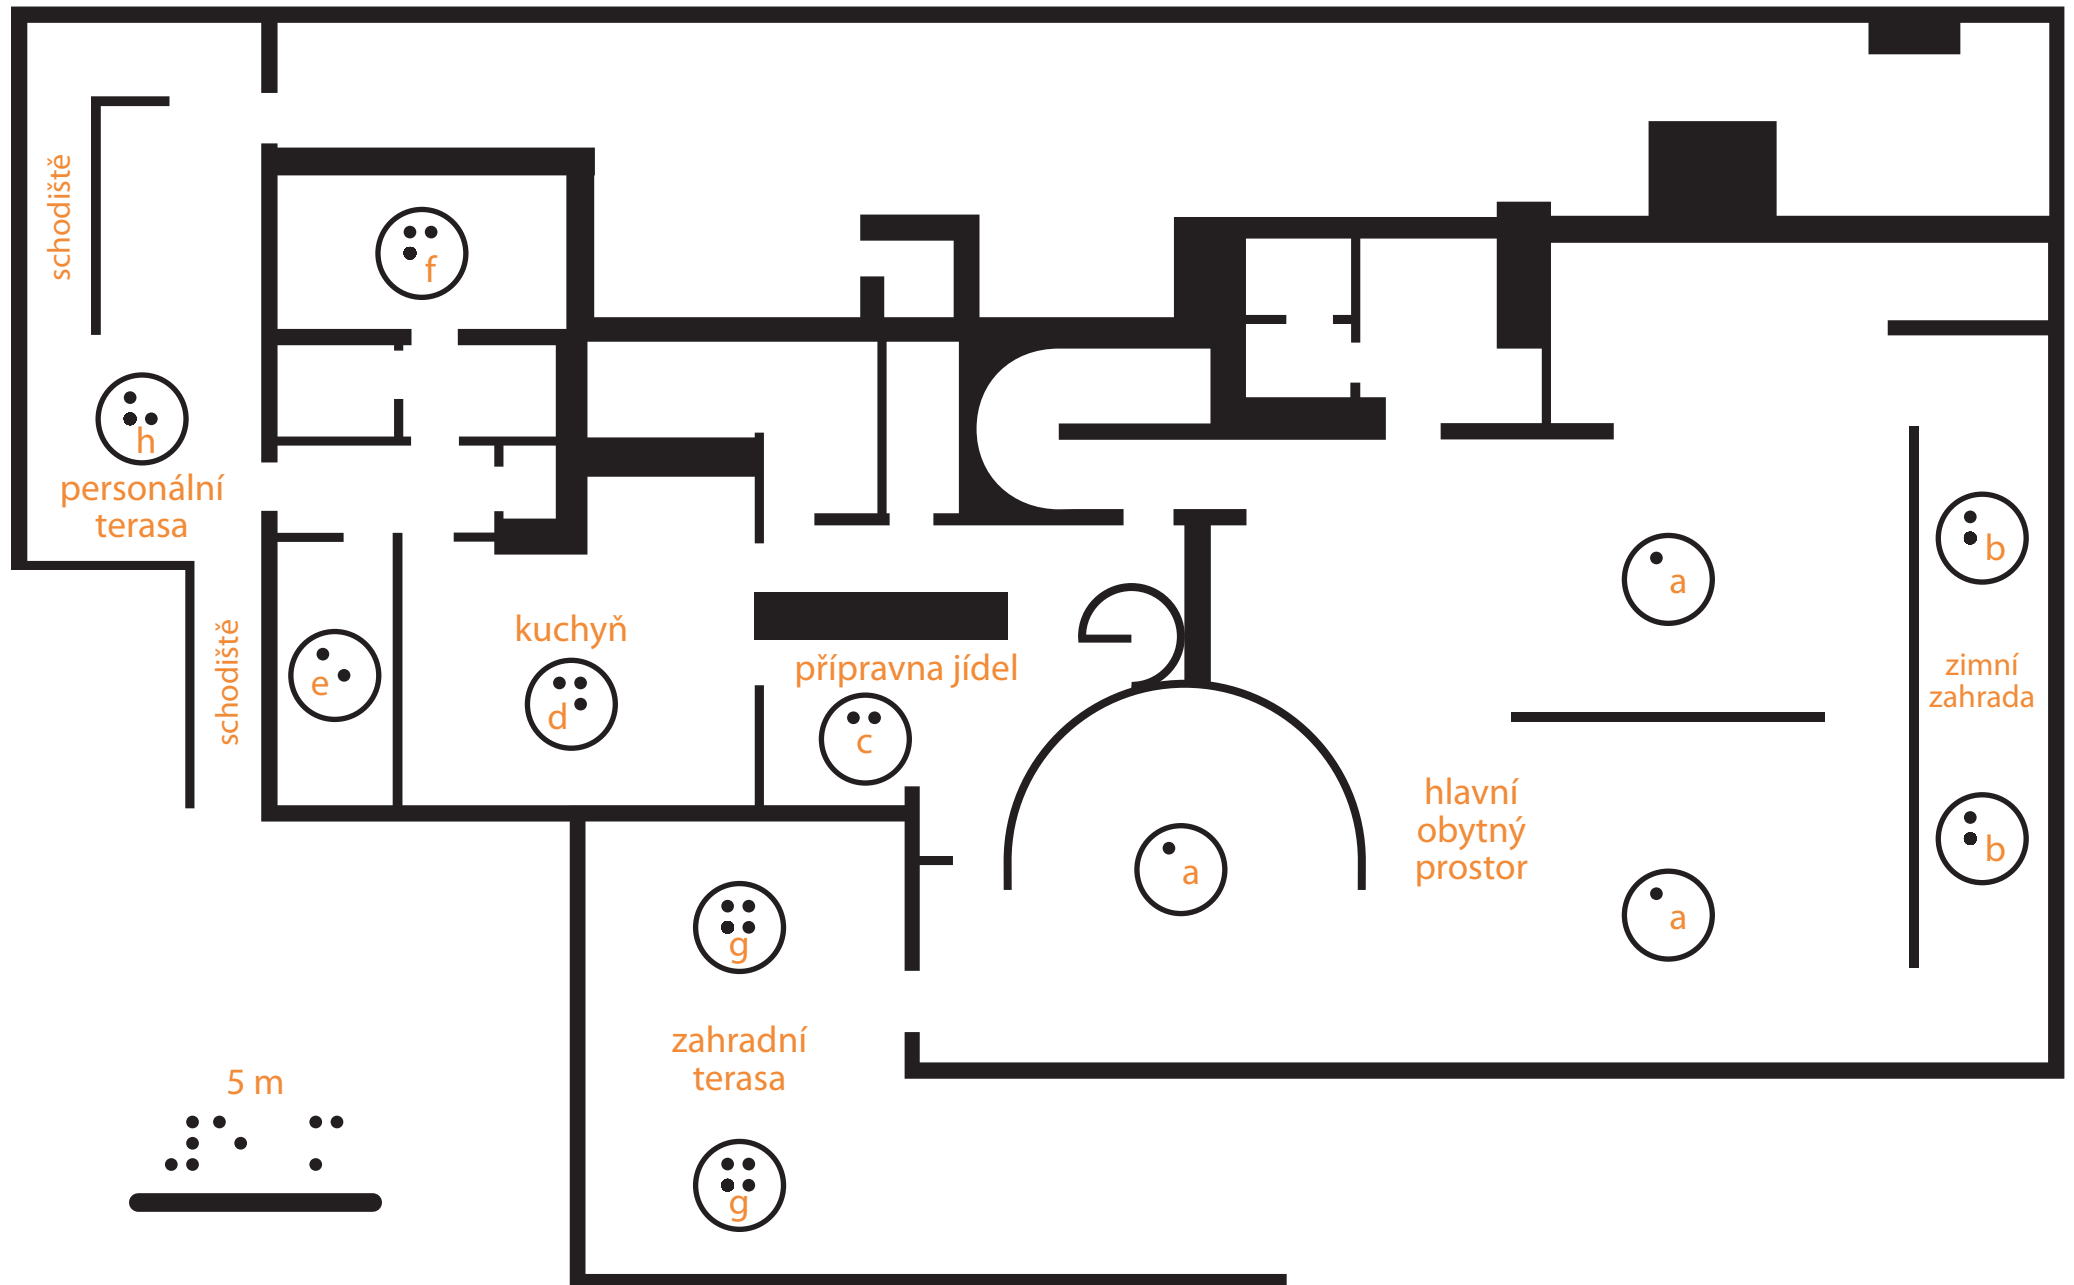 schodiště
f
h
personální
terasa
schodiště
e
kuchyň
d
přípravna jídel
c
a
b
zimní
zahrada
b
hlavní
obytný
prostor
a
a
g
zahradní
terasa
g
5 m
⠼⠑ ⠍